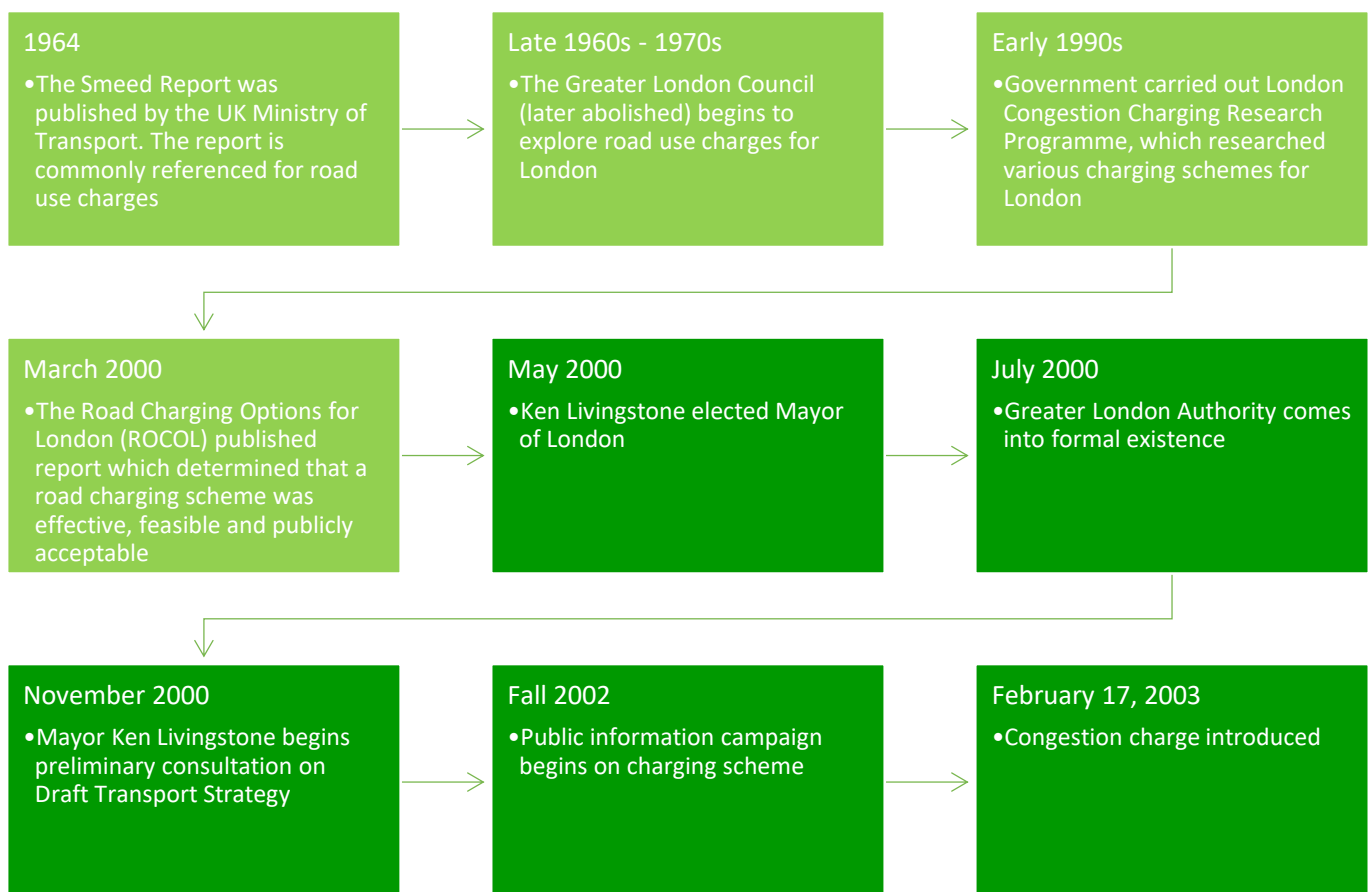 1964
•The Smeed Report was
published by the UK Ministry of
Transport. The report is
commonly referenced for road
use charges
Late 1960s - 1970s
•The Greater London Council
(later abolished) begins to
explore road use charges for
London
Early 1990s
•Government carried out London
Congestion Charging Research
Programme, which researched
various charging schemes for
London
March 2000
•The Road Charging Options for
London (ROCOL) published
report which determined that a
road charging scheme was
effective, feasible and publicly
acceptable
May 2000
•Ken Livingstone elected Mayor
of London
July 2000
•Greater London Authority comes
into formal existence
November 2000
•Mayor Ken Livingstone begins
preliminary consultation on
Draft Transport Strategy
Fall 2002
•Public information campaign
begins on charging scheme
February 17, 2003
•Congestion charge introduced